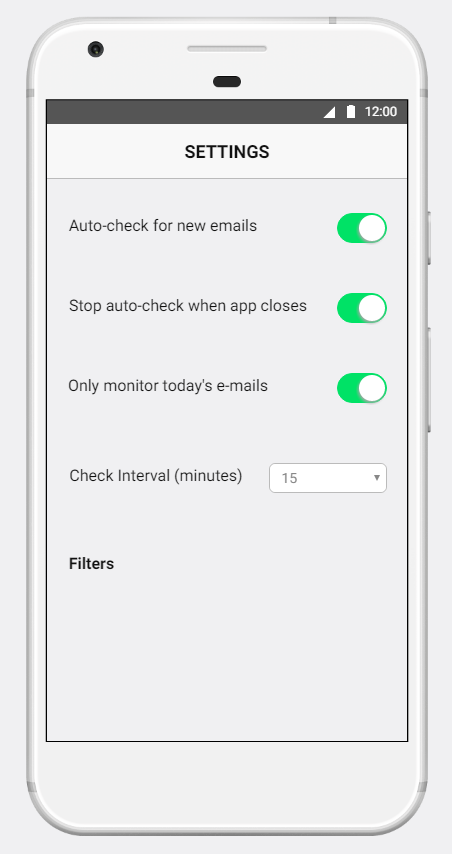 12:00
SETTINGS
Auto-check for new emails
Stop auto-check when app closes
Only monitor today's e-mails
Check Interval (minutes) 15
Filters